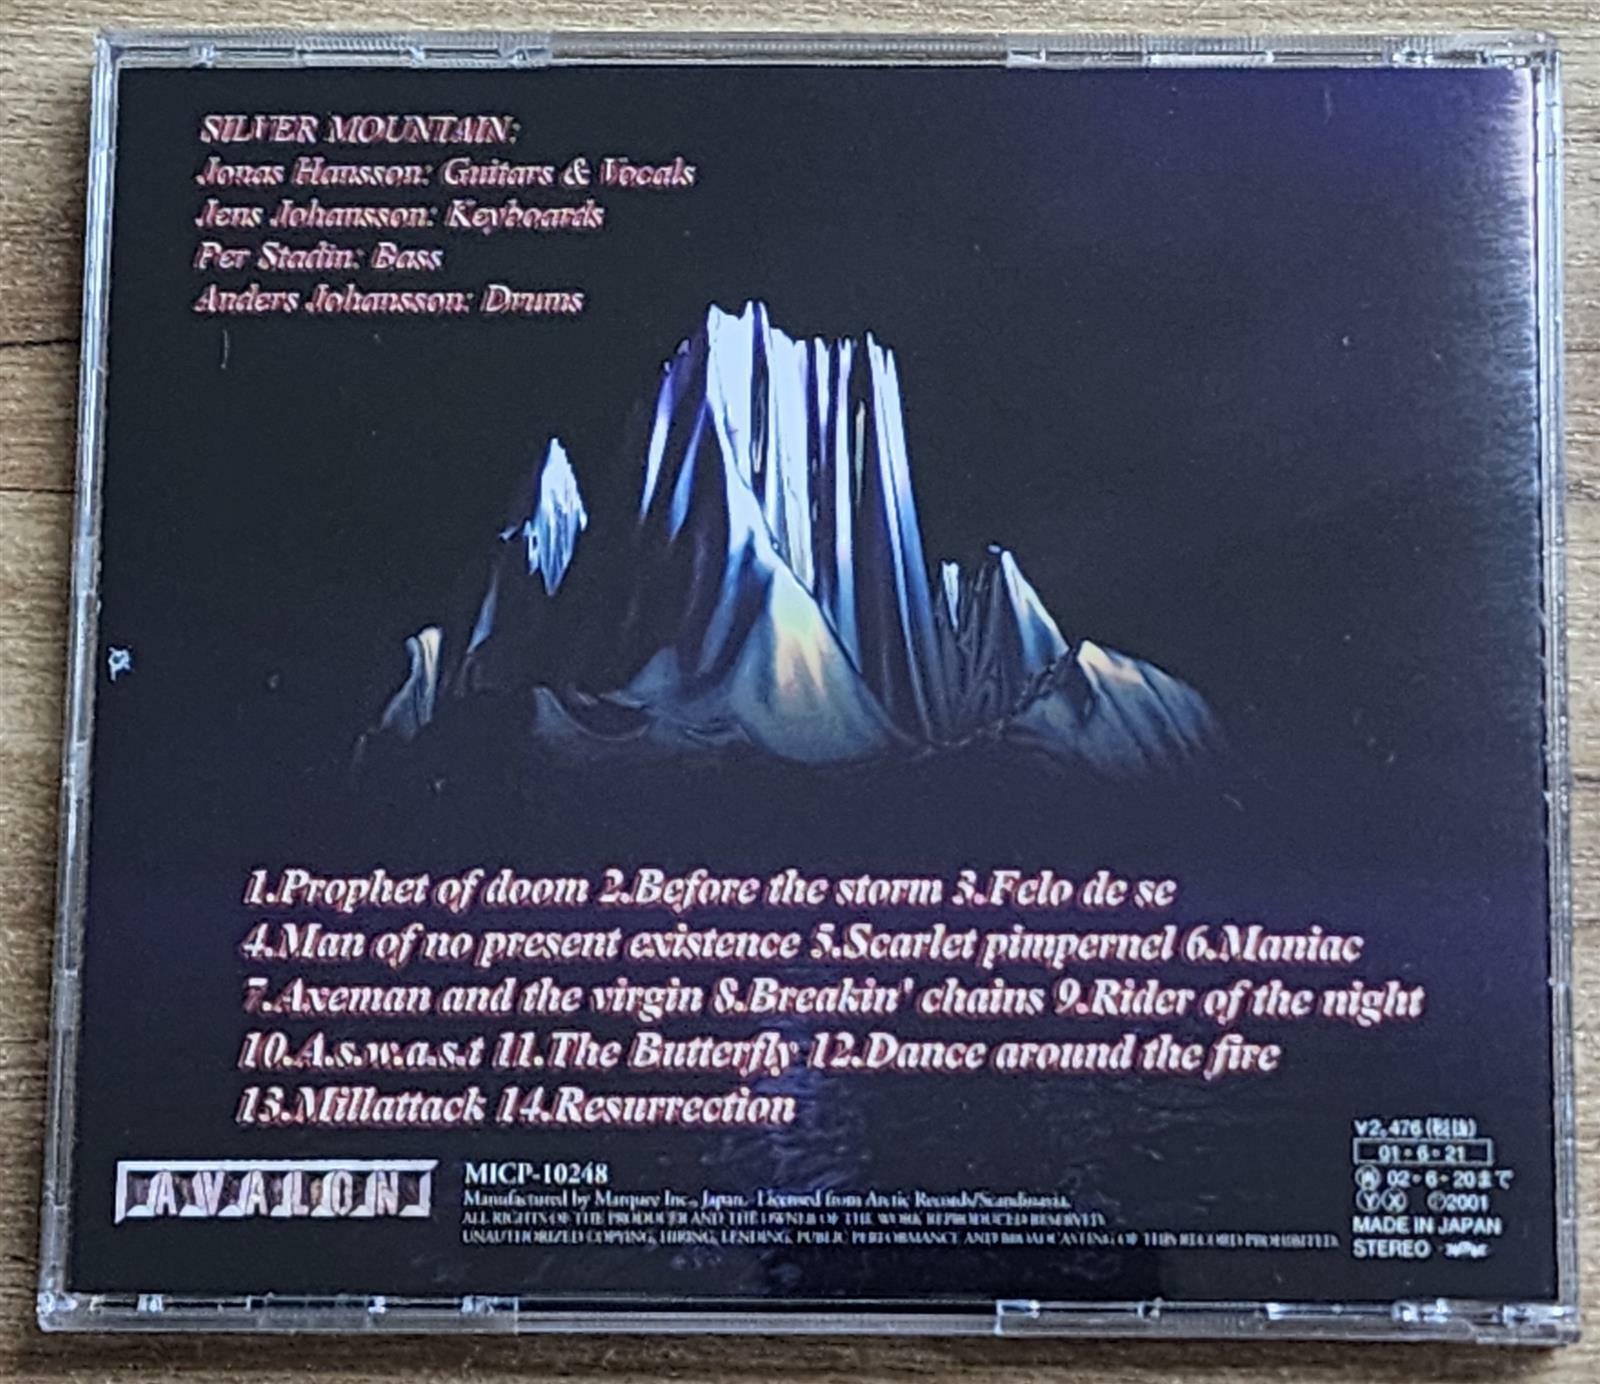 SILVER MOUNTAIN:
Jonas Hansson: Guitars & Vocals
Jens Johansson: Keyboards
Per Stadin: Bass
Anders Johansson: Drums
1.Prophet of doom 2.Before the storm 3.Felo de se
4.Man of no present existence 5.Scarlet pimpernel 6.Maniac
7.Axeman and the virgin 8.Breakin' chains 9.Rider of the night
10.A.s.w.a.s.t 11.The Butterfly 12.Dance around the fire
13.Millattack 14.Resurrection
AVALON
MICP-10248
Manufactured by Marquee Inc., Japan. Licensed from Arctic Records/Scandinavia.
ALL RIGHTS OF THE PRODUCER AND THE OWNER OF THE WORK REPRODUCED RESERVED.
UNAUTHORIZED COPYING, HIRING, LENDING, PUBLIC PERFORMANCE AND BROADCASTING OF THIS RECORD PROHIBITED.
¥2,476
01・6・21
02・6・20まで
Ⓨ Ⓧ Ⓟ2001
MADE IN JAPAN
STEREO